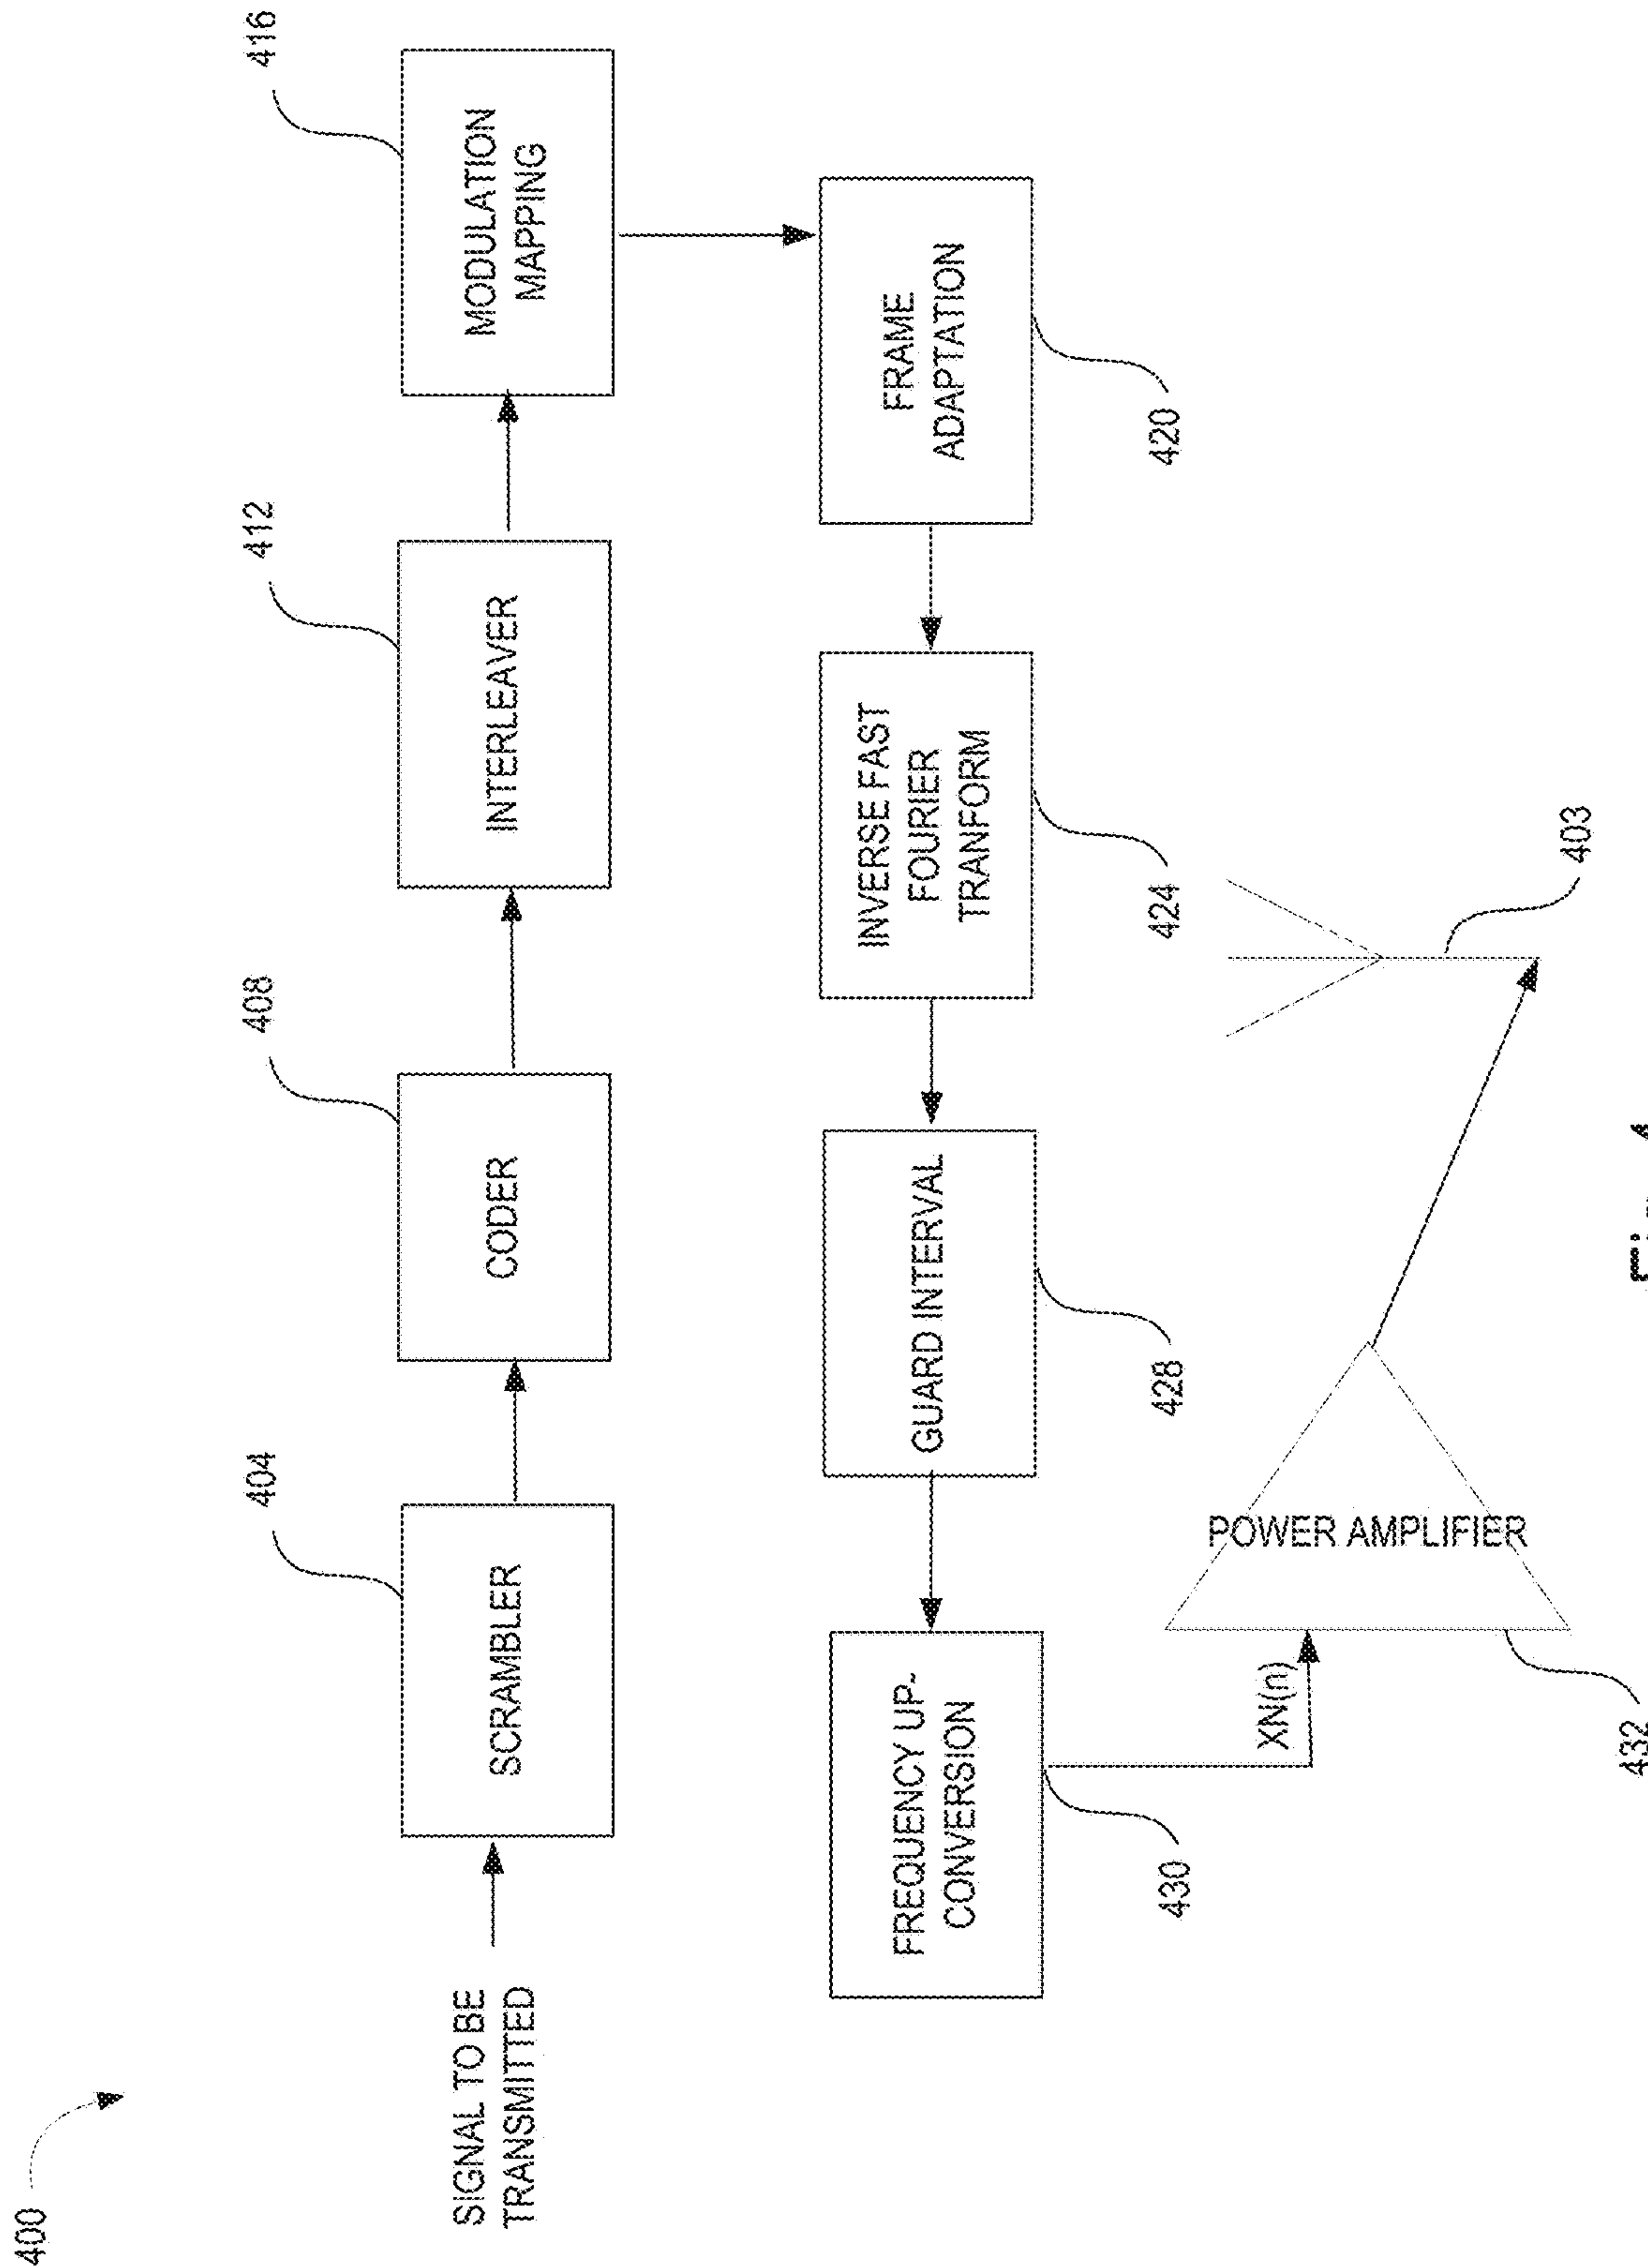 400
SIGNAL TO BE
TRANSMITTED
404
SCRAMBLER
408
CODER
412
INTERLEAVER
416
MODULATION
MAPPING
FRAME
ADAPTATION
420
INVERSE FAST
FOURIER
TRANFORM
424
GUARD INTERVAL
428
FREQUENCY UP-
CONVERSION
430
XN(n)
POWER AMPLIFIER
432
403